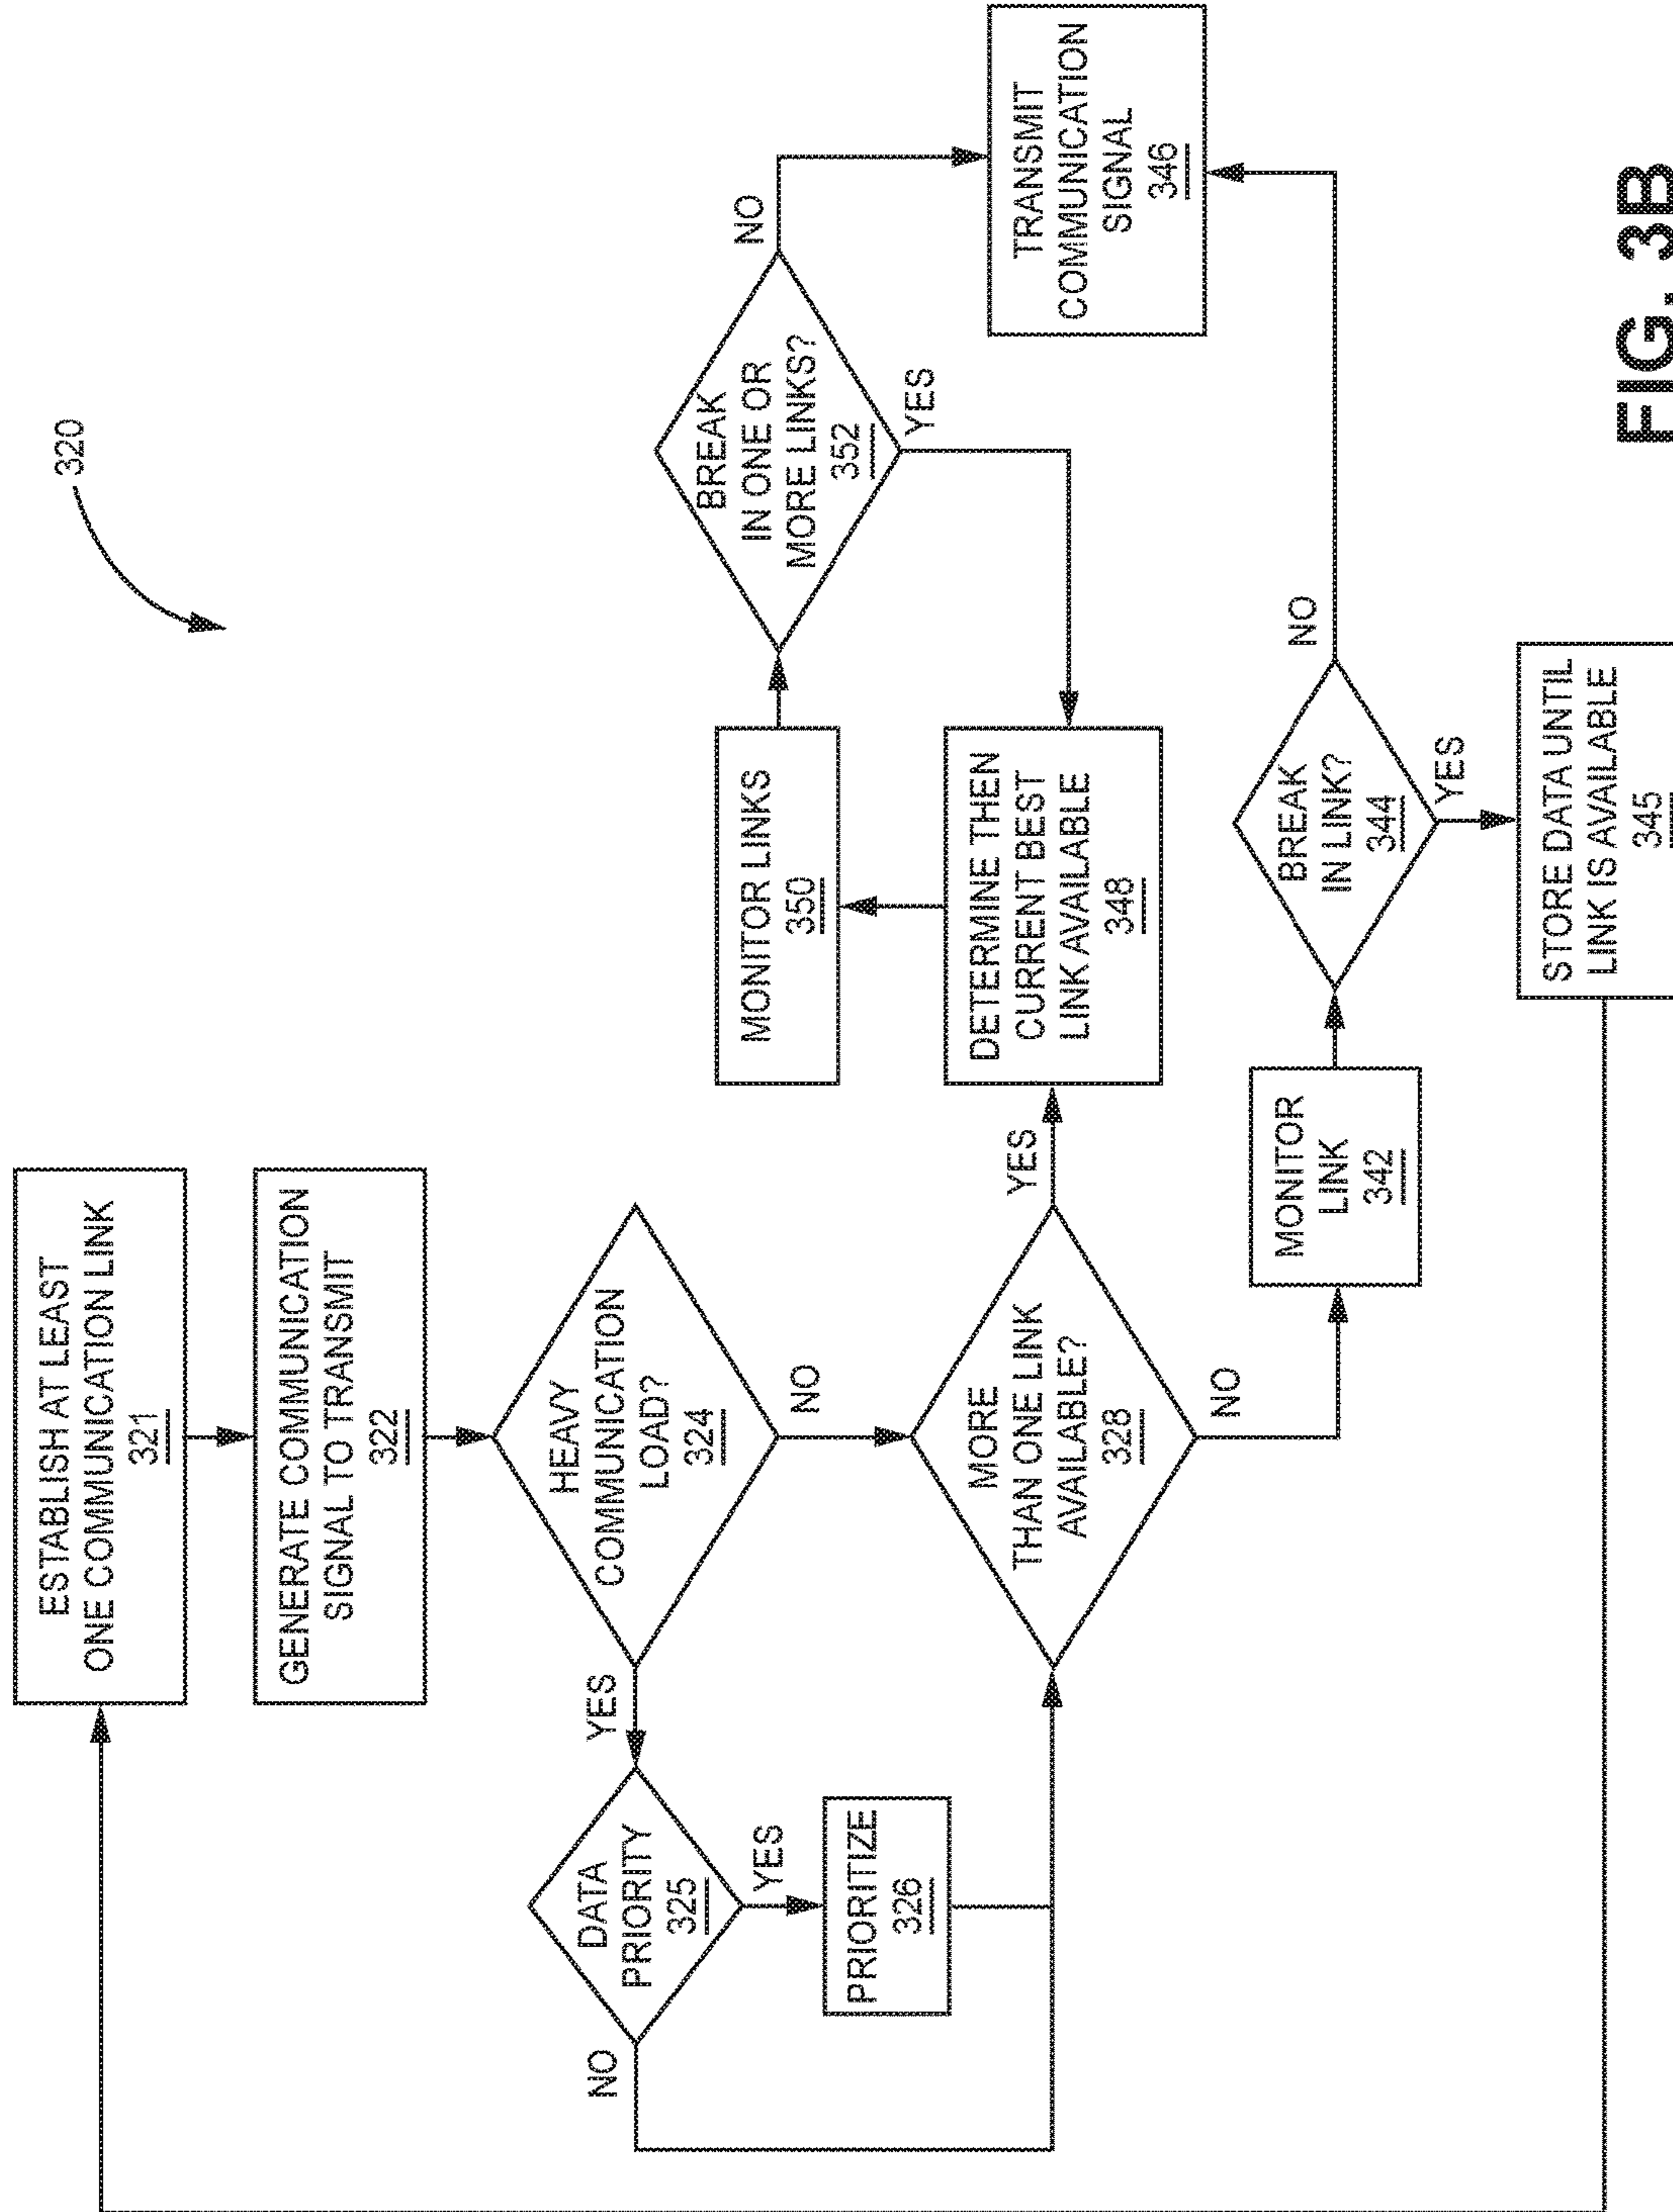 320
ESTABLISH AT LEAST
ONE COMMUNICATION LINK
321
GENERATE COMMUNICATION
SIGNAL TO TRANSMIT
322
HEAVY
COMMUNICATION
LOAD?
324
YES
NO
DATA
PRIORITY
325
NO
YES
PRIORITIZE
326
MORE
THAN ONE LINK
AVAILABLE?
328
YES
NO
MONITOR LINKS
350
BREAK
IN ONE OR
MORE LINKS?
352
NO
YES
DETERMINE THEN
CURRENT BEST
LINK AVAILABLE
348
TRANSMIT
COMMUNICATION
SIGNAL
346
MONITOR
LINK
342
BREAK
IN LINK?
344
NO
YES
STORE DATA UNTIL
LINK IS AVAILABLE
345
FIG. 3B